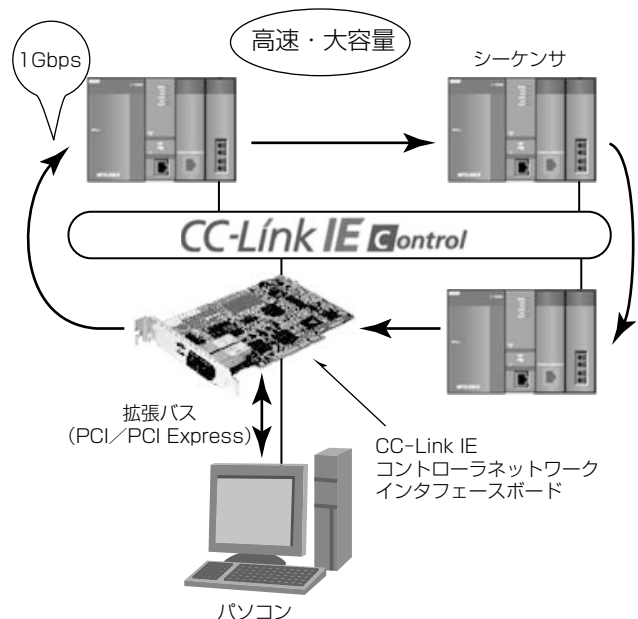 高速・大容量
1Gbps
シーケンサ
CC-Link IE Control
拡張バス
（PCI／PCI Express）
CC-Link IE
コントローラネットワーク
インタフェースボード
パソコン